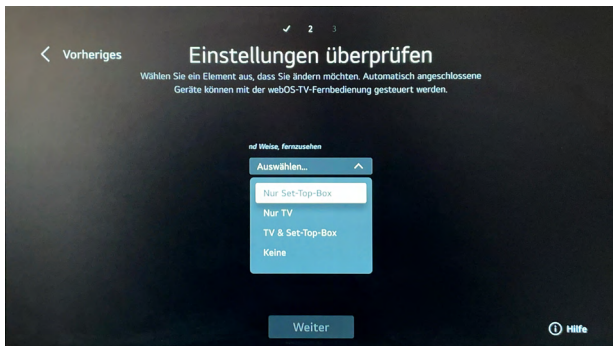 ✓ 2 3
Vorheriges
Einstellungen überprüfen
Wählen Sie ein Element aus, dass Sie ändern möchten. Automatisch angeschlossene
Geräte können mit der webOS-TV-Fernbedienung gesteuert werden.
nd Weise, fernzusehen
Auswählen...
Nur Set-Top-Box
Nur TV
TV & Set-Top-Box
Keine
Weiter
Hilfe